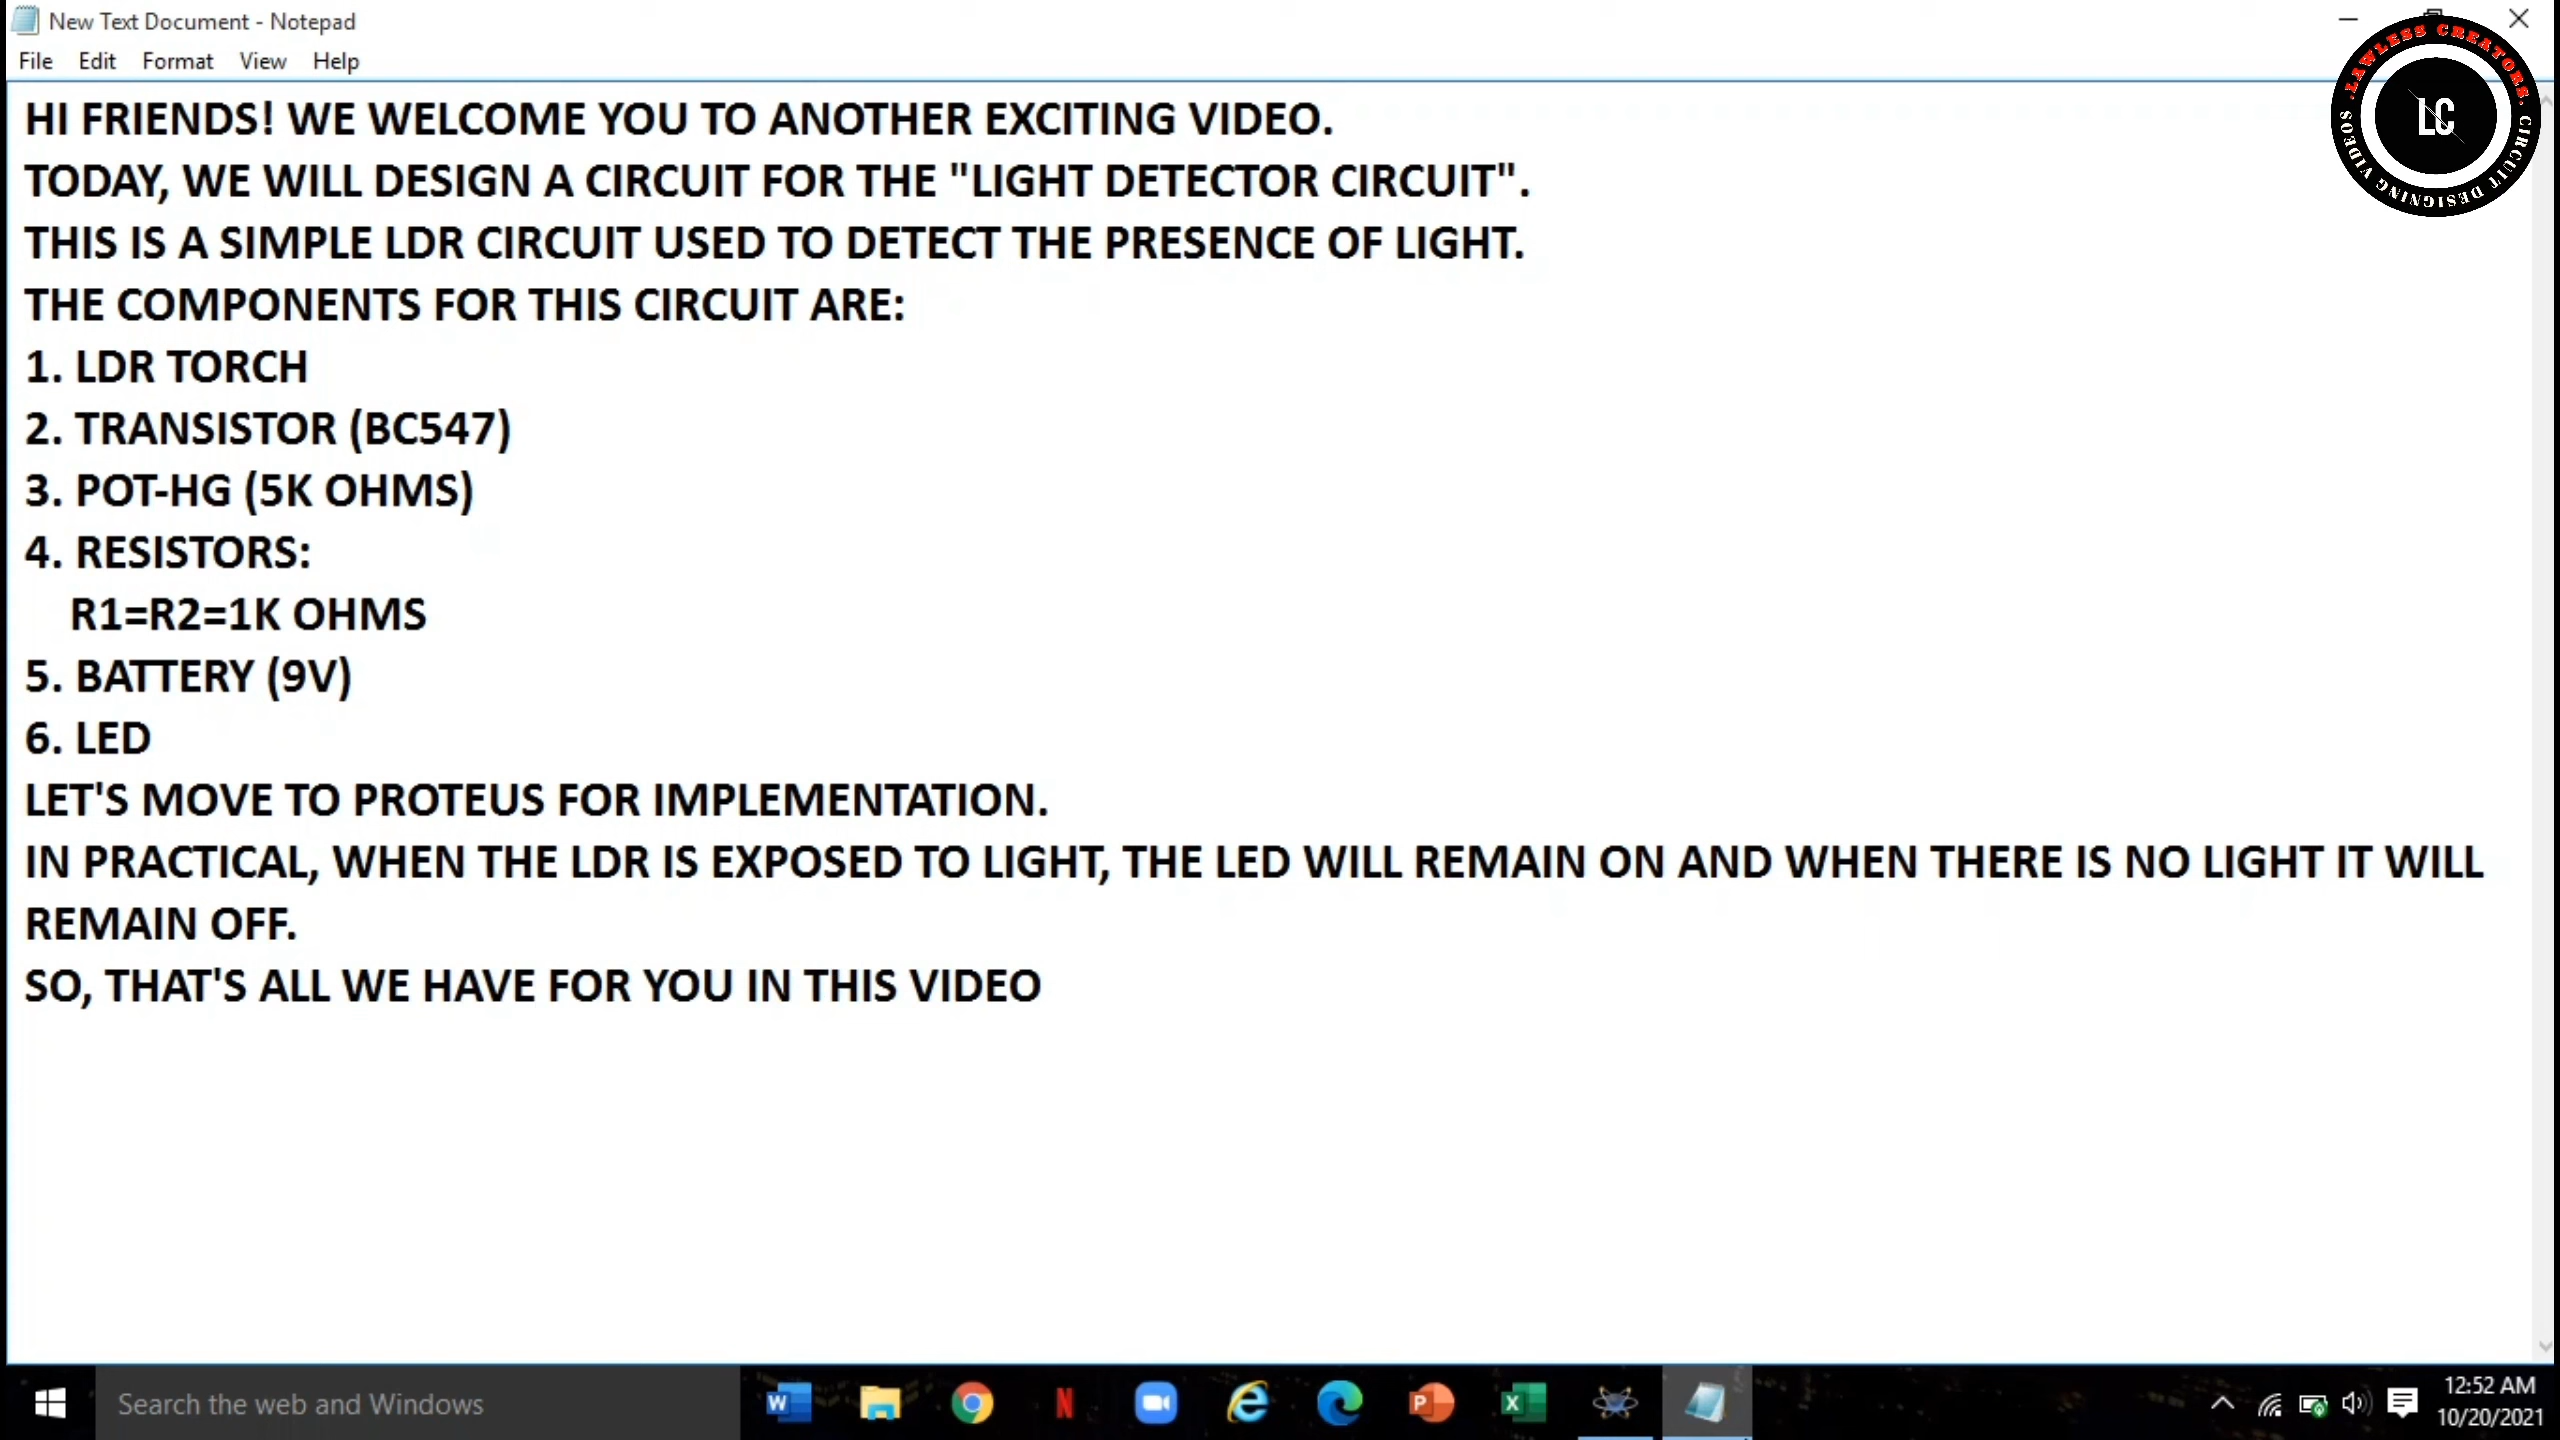 New Text Document - Notepad
File Edit Format View Help
.LAWLESS CREATORS.
CIRCUIT DESIGNING VIDEOS
LC
HI FRIENDS! WE WELCOME YOU TO ANOTHER EXCITING VIDEO.
TODAY, WE WILL DESIGN A CIRCUIT FOR THE "LIGHT DETECTOR CIRCUIT".
THIS IS A SIMPLE LDR CIRCUIT USED TO DETECT THE PRESENCE OF LIGHT.
THE COMPONENTS FOR THIS CIRCUIT ARE:
1. LDR TORCH
2. TRANSISTOR (BC547)
3. POT-HG (5K OHMS)
4. RESISTORS:
R1=R2=1K OHMS
5. BATTERY (9V)
6. LED
LET'S MOVE TO PROTEUS FOR IMPLEMENTATION.
IN PRACTICAL, WHEN THE LDR IS EXPOSED TO LIGHT, THE LED WILL REMAIN ON AND WHEN THERE IS NO LIGHT IT WILL
REMAIN OFF.
SO, THAT'S ALL WE HAVE FOR YOU IN THIS VIDEO
Search the web and Windows
12:52 AM
10/20/2021